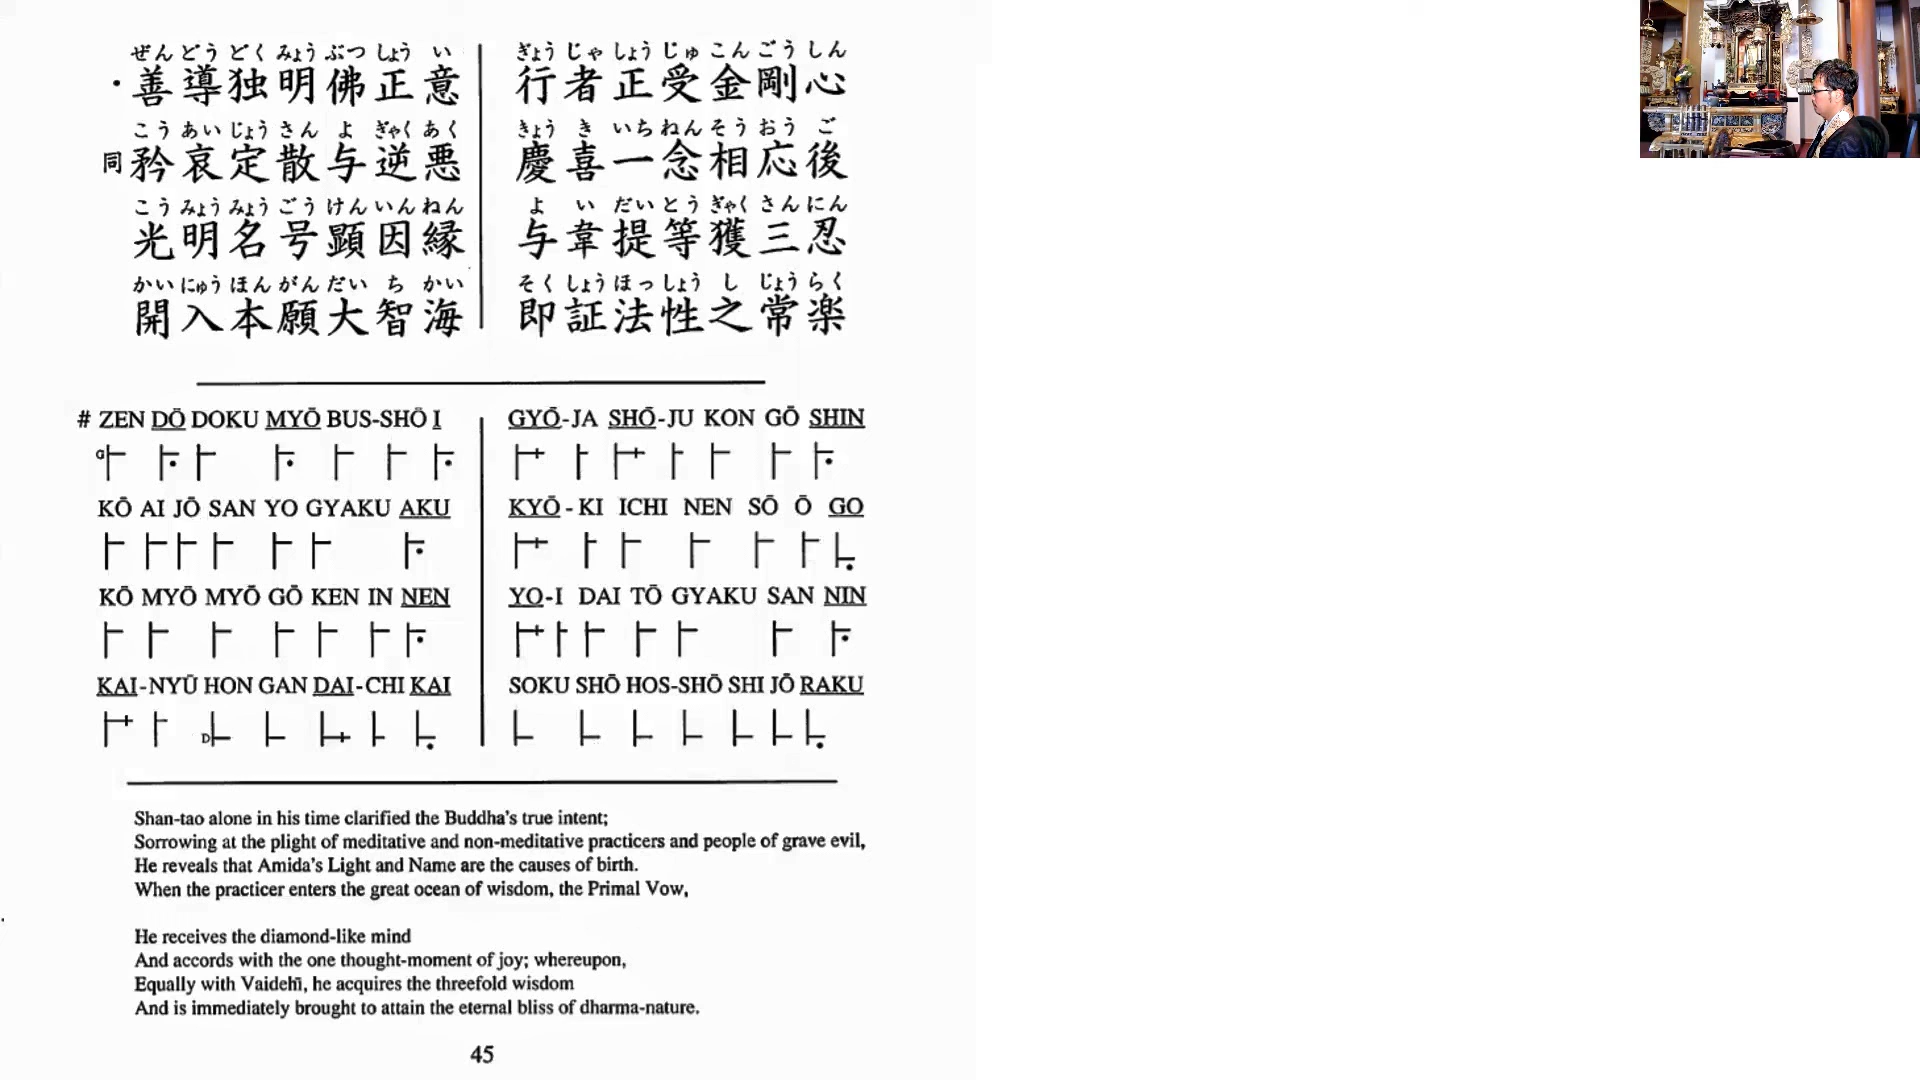 ぜんどうどくみょうぶつしょうい
・善導独明佛正意
こうあいじょうさんよぎゃくあく
同矜哀定散与逆悪
こうみょうみょうごうけんいんねん
光明名号顕因縁
かいにゅうほんがんだいちかい
開入本願大智海
ぎょうじゃしょうじゅこんごうしん
行者正受金剛心
きょうきいちねんそうおうご
慶喜一念相応後
よいだいとうぎゃくさんにん
与韋提等獲三忍
そくしょうほっしょうしじょうらく
即証法性之常楽
# ZEN DŌ DOKU MYŌ BUS-SHŌ I
G
KŌ AI JŌ SAN YO GYAKU AKU
KŌ MYŌ MYŌ GŌ KEN IN NEN
KAI-NYŪ HON GAN DAI-CHI KAI
D
GYŌ-JA SHŌ-JU KON GŌ SHIN
KYŌ-KI ICHI NEN SŌ Ō GO
YO-I DAI TŌ GYAKU SAN NIN
SOKU SHŌ HOS-SHŌ SHI JŌ RAKU
Shan-tao alone in his time clarified the Buddha's true intent;
Sorrowing at the plight of meditative and non-meditative practicers and people of grave evil,
He reveals that Amida's Light and Name are the causes of birth.
When the practicer enters the great ocean of wisdom, the Primal Vow,
He receives the diamond-like mind
And accords with the one thought-moment of joy; whereupon,
Equally with Vaidehī, he acquires the threefold wisdom
And is immediately brought to attain the eternal bliss of dharma-nature.
45